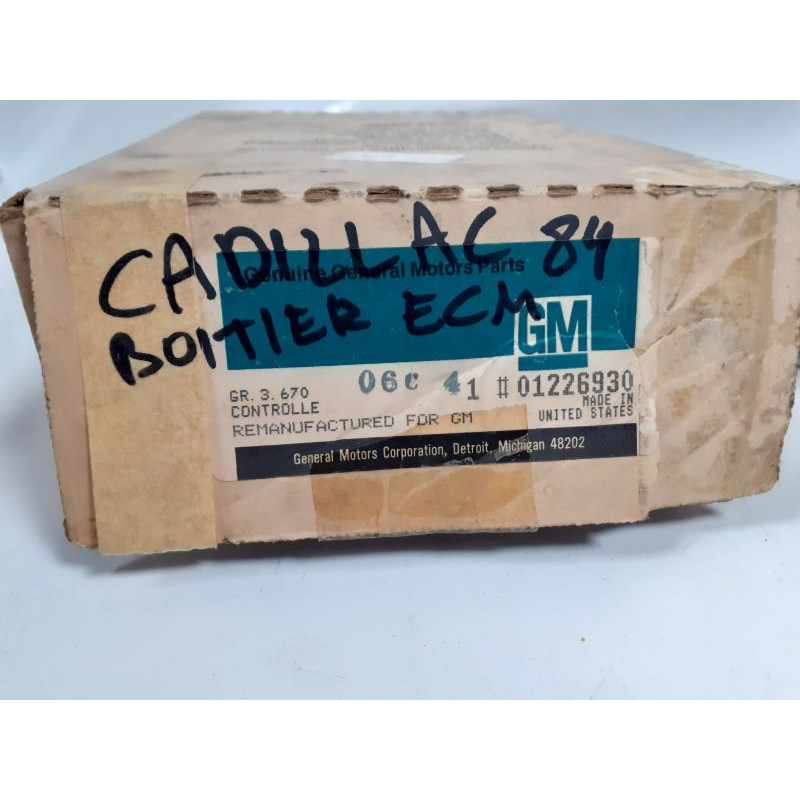 CADILLAC 84
BOITIER ECM
Genuine General Motors Parts
GM
GR. 3.670 06C 41 #01226930
CONTROLLE MADE IN
REMANUFACTURED FOR GM UNITED STATES
General Motors Corporation, Detroit, Michigan 48202